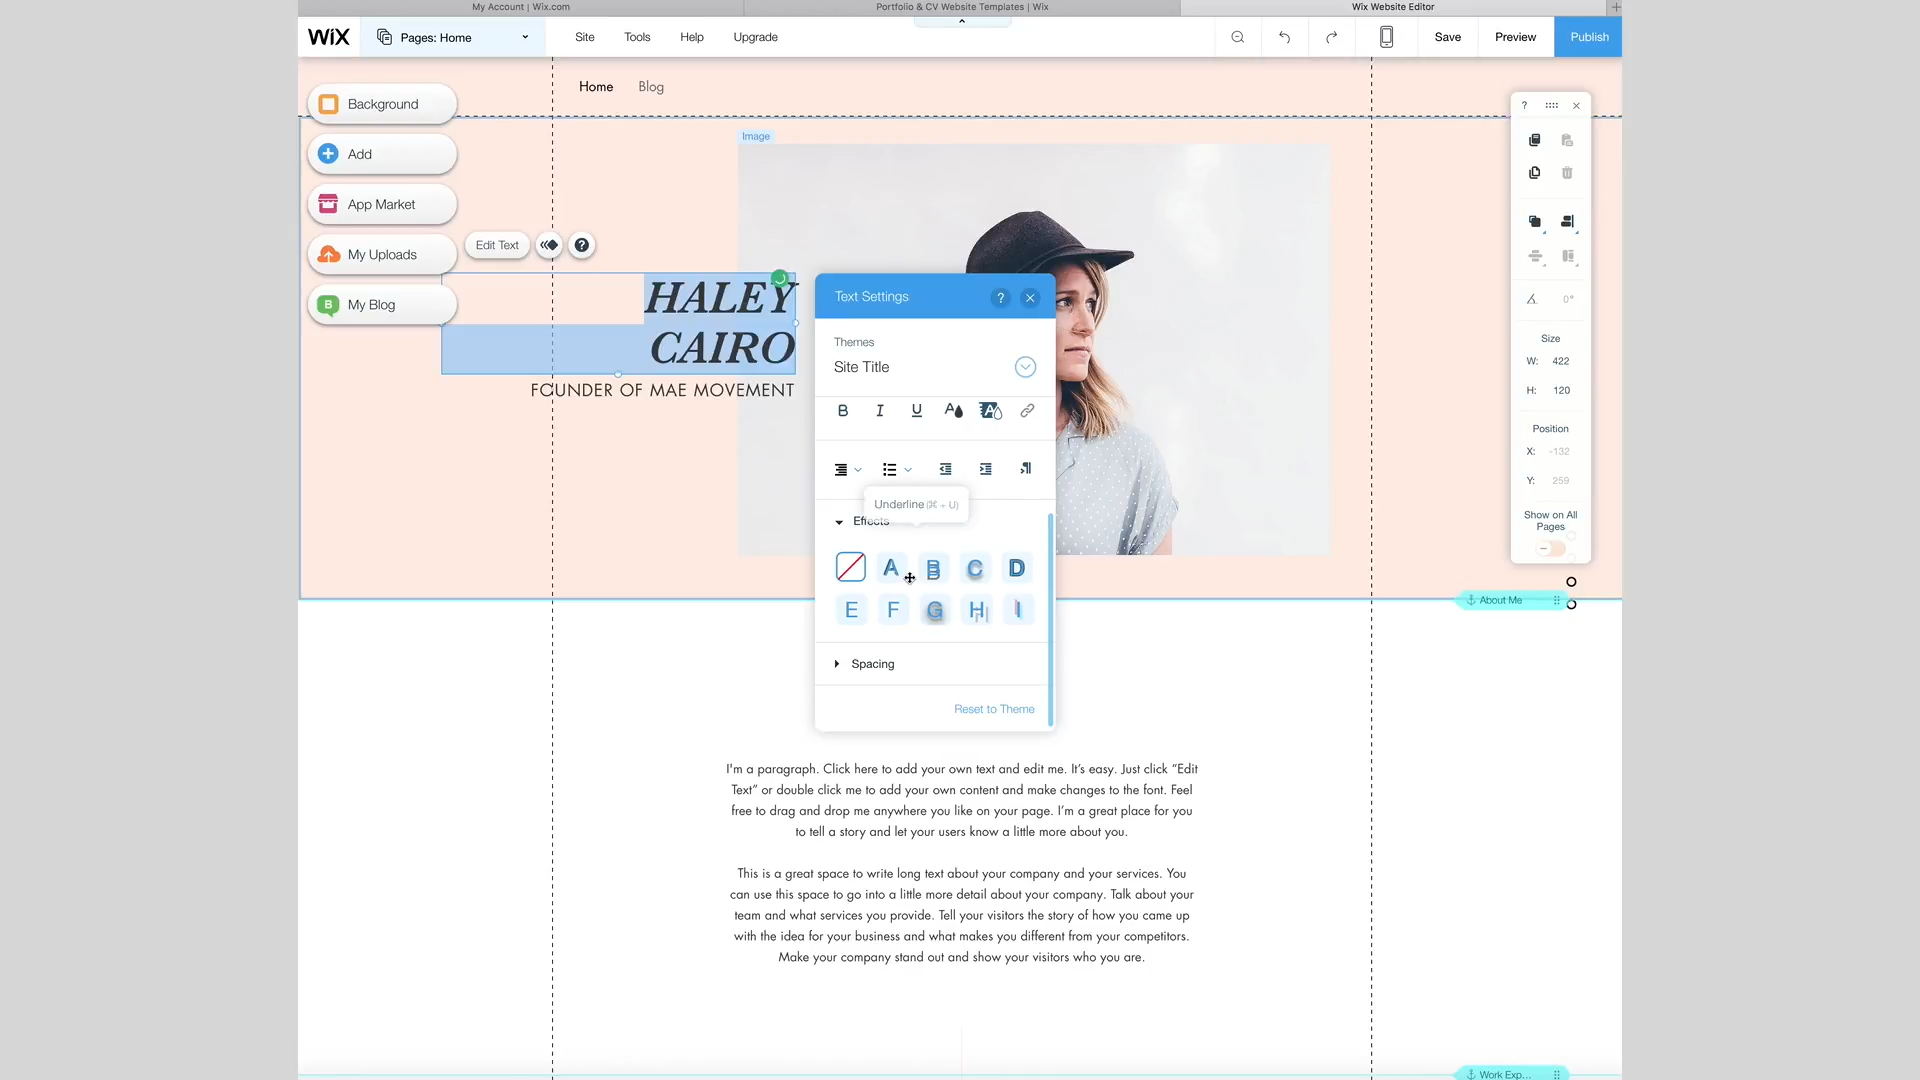 My Account | Wix.com
Portfolio & CV Website Templates | Wix
Wix Website Editor
WiX
Pages: Home
Site
Tools
Help
Upgrade
Save
Preview
Publish
Home
Blog
Background
Add
App Market
My Uploads
My Blog
Image
Edit Text
?
HALEY
CAIRO
FOUNDER OF MAE MOVEMENT
Text Settings
?
Themes
Site Title
B I U A A
Underline (⌘ + U)
Effects
A B C D
E F G H I
Spacing
Reset to Theme
?
0°
Size
W: 422
H: 120
Position
X: -132
Y: 259
Show on All
Pages
About Me
I'm a paragraph. Click here to add your own text and edit me. It's easy. Just click “Edit
Text” or double click me to add your own content and make changes to the font. Feel
free to drag and drop me anywhere you like on your page. I'm a great place for you
to tell a story and let your users know a little more about you.
This is a great space to write long text about your company and your services. You
can use this space to go into a little more detail about your company. Talk about your
team and what services you provide. Tell your visitors the story of how you came up
with the idea for your business and what makes you different from your competitors.
Make your company stand out and show your visitors who you are.
Work Exp...